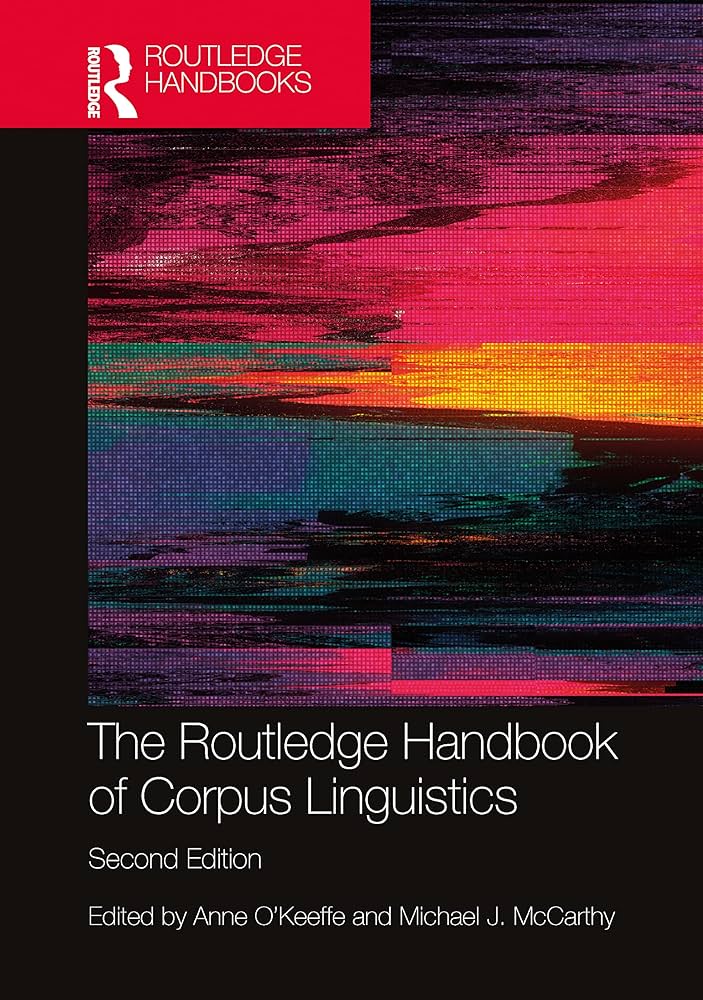 ROUTLEDGE
ROUTLEDGE
HANDBOOKS
The Routledge Handbook
of Corpus Linguistics
Second Edition
Edited by Anne O'Keeffe and Michael J. McCarthy